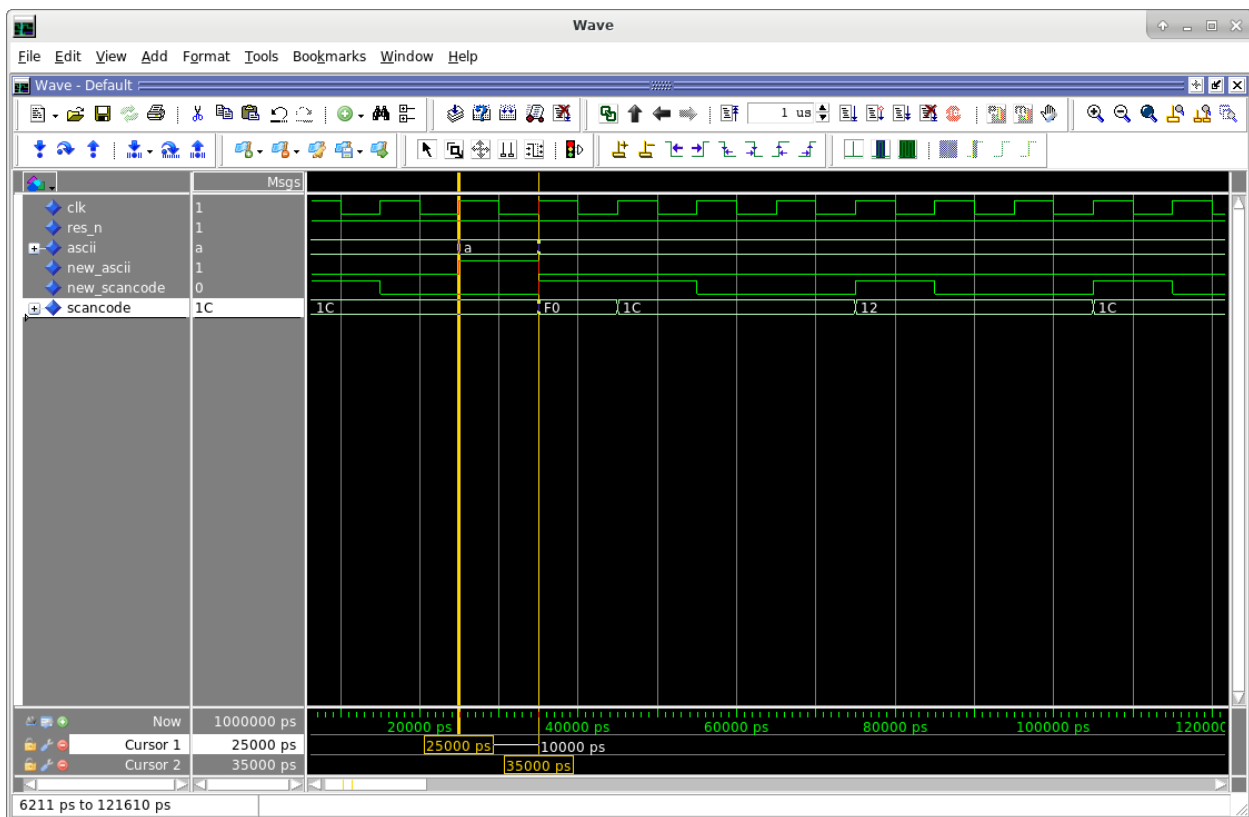 Wave
File Edit View Add Format Tools Bookmarks Window Help
Wave - Default
1 us
Msgs
clk 1
res_n 1
ascii a a
new_ascii 1
new_scancode 0
scancode 1C 1C F0 1C 12 1C
Now 1000000 ps 20000 ps 40000 ps 60000 ps 80000 ps 100000 ps 120000
Cursor 1 25000 ps 25000 ps 10000 ps
Cursor 2 35000 ps 35000 ps
6211 ps to 121610 ps